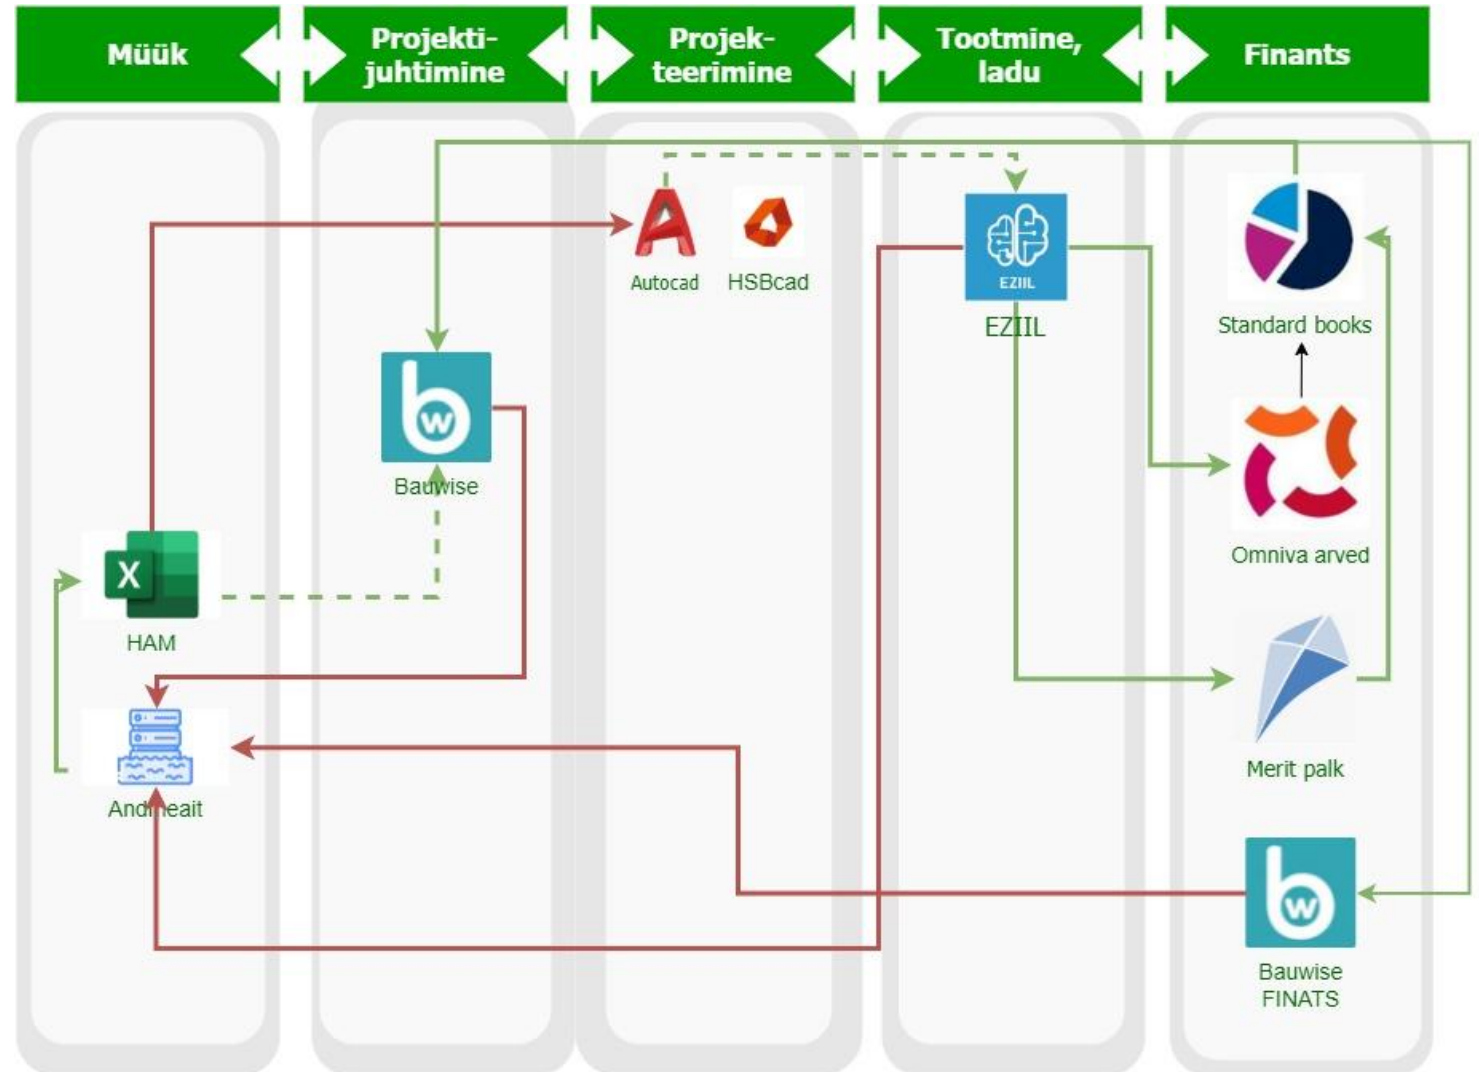 Müük
Projekti-
juhtimine
Projek-
teerimine
Tootmine,
ladu
Finants
Autocad
HSBcad
EZIIL
EZIIL
Standard books
b
w
Bauwise
Omniva arved
X
HAM
Merit palk
Andmeait
b
w
Bauwise
FINATS